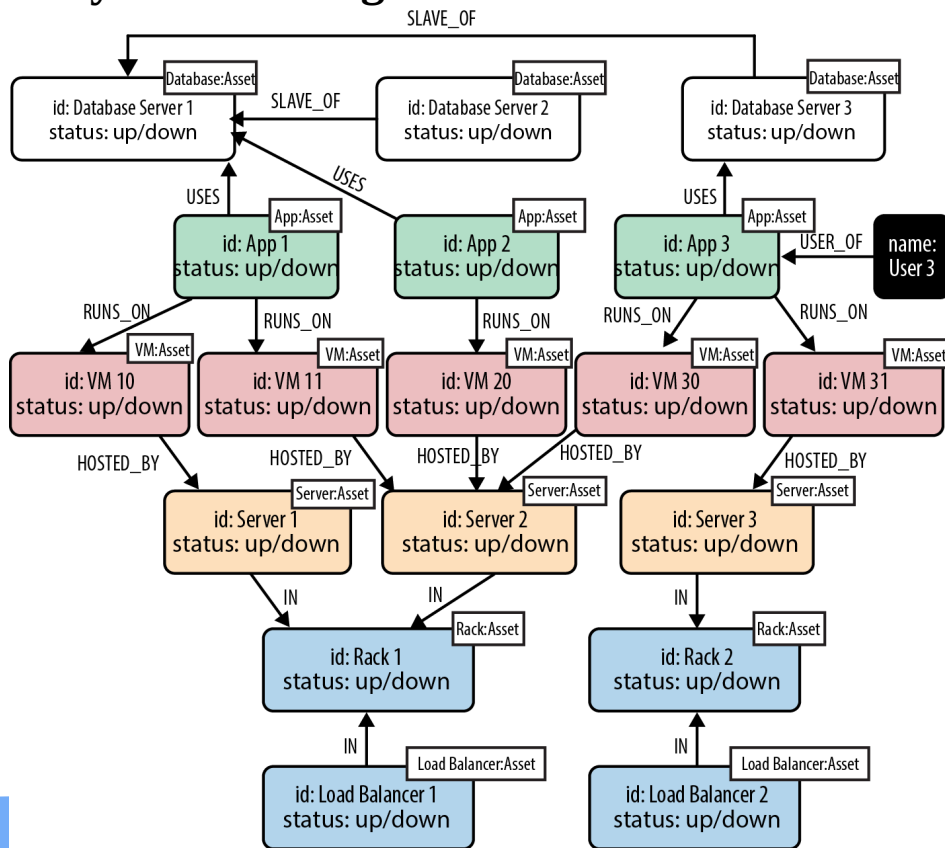 SLAVE_OF
Database:Asset
id: Database Server 1
status: up/down
SLAVE_OF
Database:Asset
id: Database Server 2
status: up/down
Database:Asset
id: Database Server 3
status: up/down
USES
USES
USES
App:Asset
id: App 1
status: up/down
App:Asset
id: App 2
status: up/down
App:Asset
id: App 3
status: up/down
USER_OF
name:
User 3
RUNS_ON
RUNS_ON
RUNS_ON
RUNS_ON
RUNS_ON
VM:Asset
id: VM 10
status: up/down
VM:Asset
id: VM 11
status: up/down
VM:Asset
id: VM 20
status: up/down
VM:Asset
id: VM 30
status: up/down
VM:Asset
id: VM 31
status: up/down
HOSTED_BY
HOSTED_BY
HOSTED_BY
HOSTED_BY
HOSTED_BY
Server:Asset
id: Server 1
status: up/down
Server:Asset
id: Server 2
status: up/down
Server:Asset
id: Server 3
status: up/down
IN
IN
IN
Rack:Asset
id: Rack 1
status: up/down
Rack:Asset
id: Rack 2
status: up/down
IN
IN
Load Balancer:Asset
id: Load Balancer 1
status: up/down
Load Balancer:Asset
id: Load Balancer 2
status: up/down